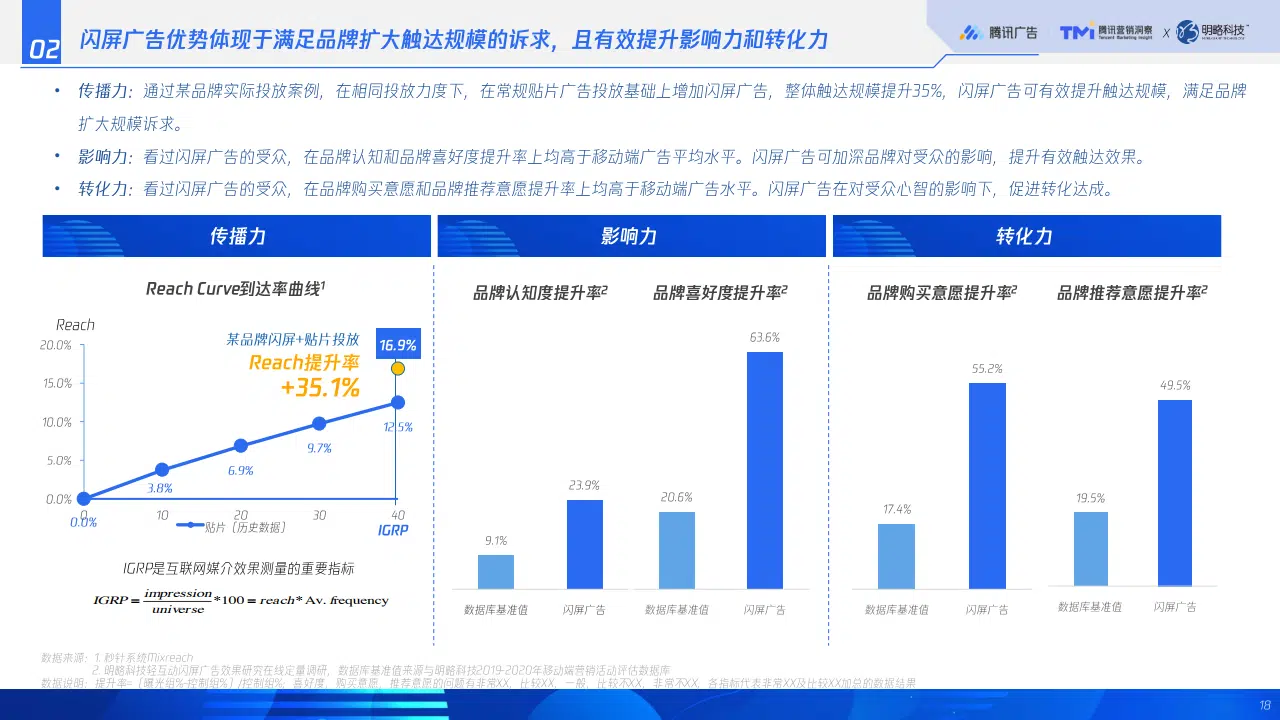 02
闪屏广告优势体现于满足品牌扩大触达规模的诉求，且有效提升影响力和转化力
腾讯广告
TMI 腾讯营销洞察
Tencent Marketing Insight
x
明略科技
• 传播力：通过某品牌实际投放案例，在相同投放力度下，在常规贴片广告投放基础上增加闪屏广告，整体触达规模提升35%，闪屏广告可有效提升触达规模，满足品牌
扩大规模诉求。
• 影响力：看过闪屏广告的受众，在品牌认知和品牌喜好度提升率上均高于移动端广告平均水平。闪屏广告可加深品牌对受众的影响，提升有效触达效果。
• 转化力：看过闪屏广告的受众，在品牌购买意愿和品牌推荐意愿提升率上均高于移动端广告水平。闪屏广告在对受众心智的影响下，促进转化达成。
传播力
Reach Curve到达率曲线1
Reach
某品牌闪屏+贴片投放
Reach提升率
+35.1%
16.9%
20.0%
15.0%
10.0%
5.0%
0.0%
0.0%
3.8%
6.9%
9.7%
12.5%
0 10 20 30 40
贴片（历史数据）
IGRP
IGRP是互联网媒介效果测量的重要指标
IGRP = impression / universe *100 = reach* Av. frequency
影响力
品牌认知度提升率2
9.1%
23.9%
数据库基准值 闪屏广告
品牌喜好度提升率2
20.6%
63.6%
数据库基准值 闪屏广告
转化力
品牌购买意愿提升率2
17.4%
55.2%
数据库基准值 闪屏广告
品牌推荐意愿提升率2
19.5%
49.5%
数据库基准值 闪屏广告
数据来源：1. 秒针系统Mixreach
2. 明略科技轻互动闪屏广告效果研究在线定量调研，数据库基准值来源与明略科技2019-2020年移动端营销活动评估数据库
数据说明：提升率=（曝光组%-控制组%）/控制组%；喜好度、购买意愿、推荐意愿的问题有非常XX、比较XX、一般、比较不XX、非常不XX，各指标代表非常XX及比较XX加总的数据结果
18